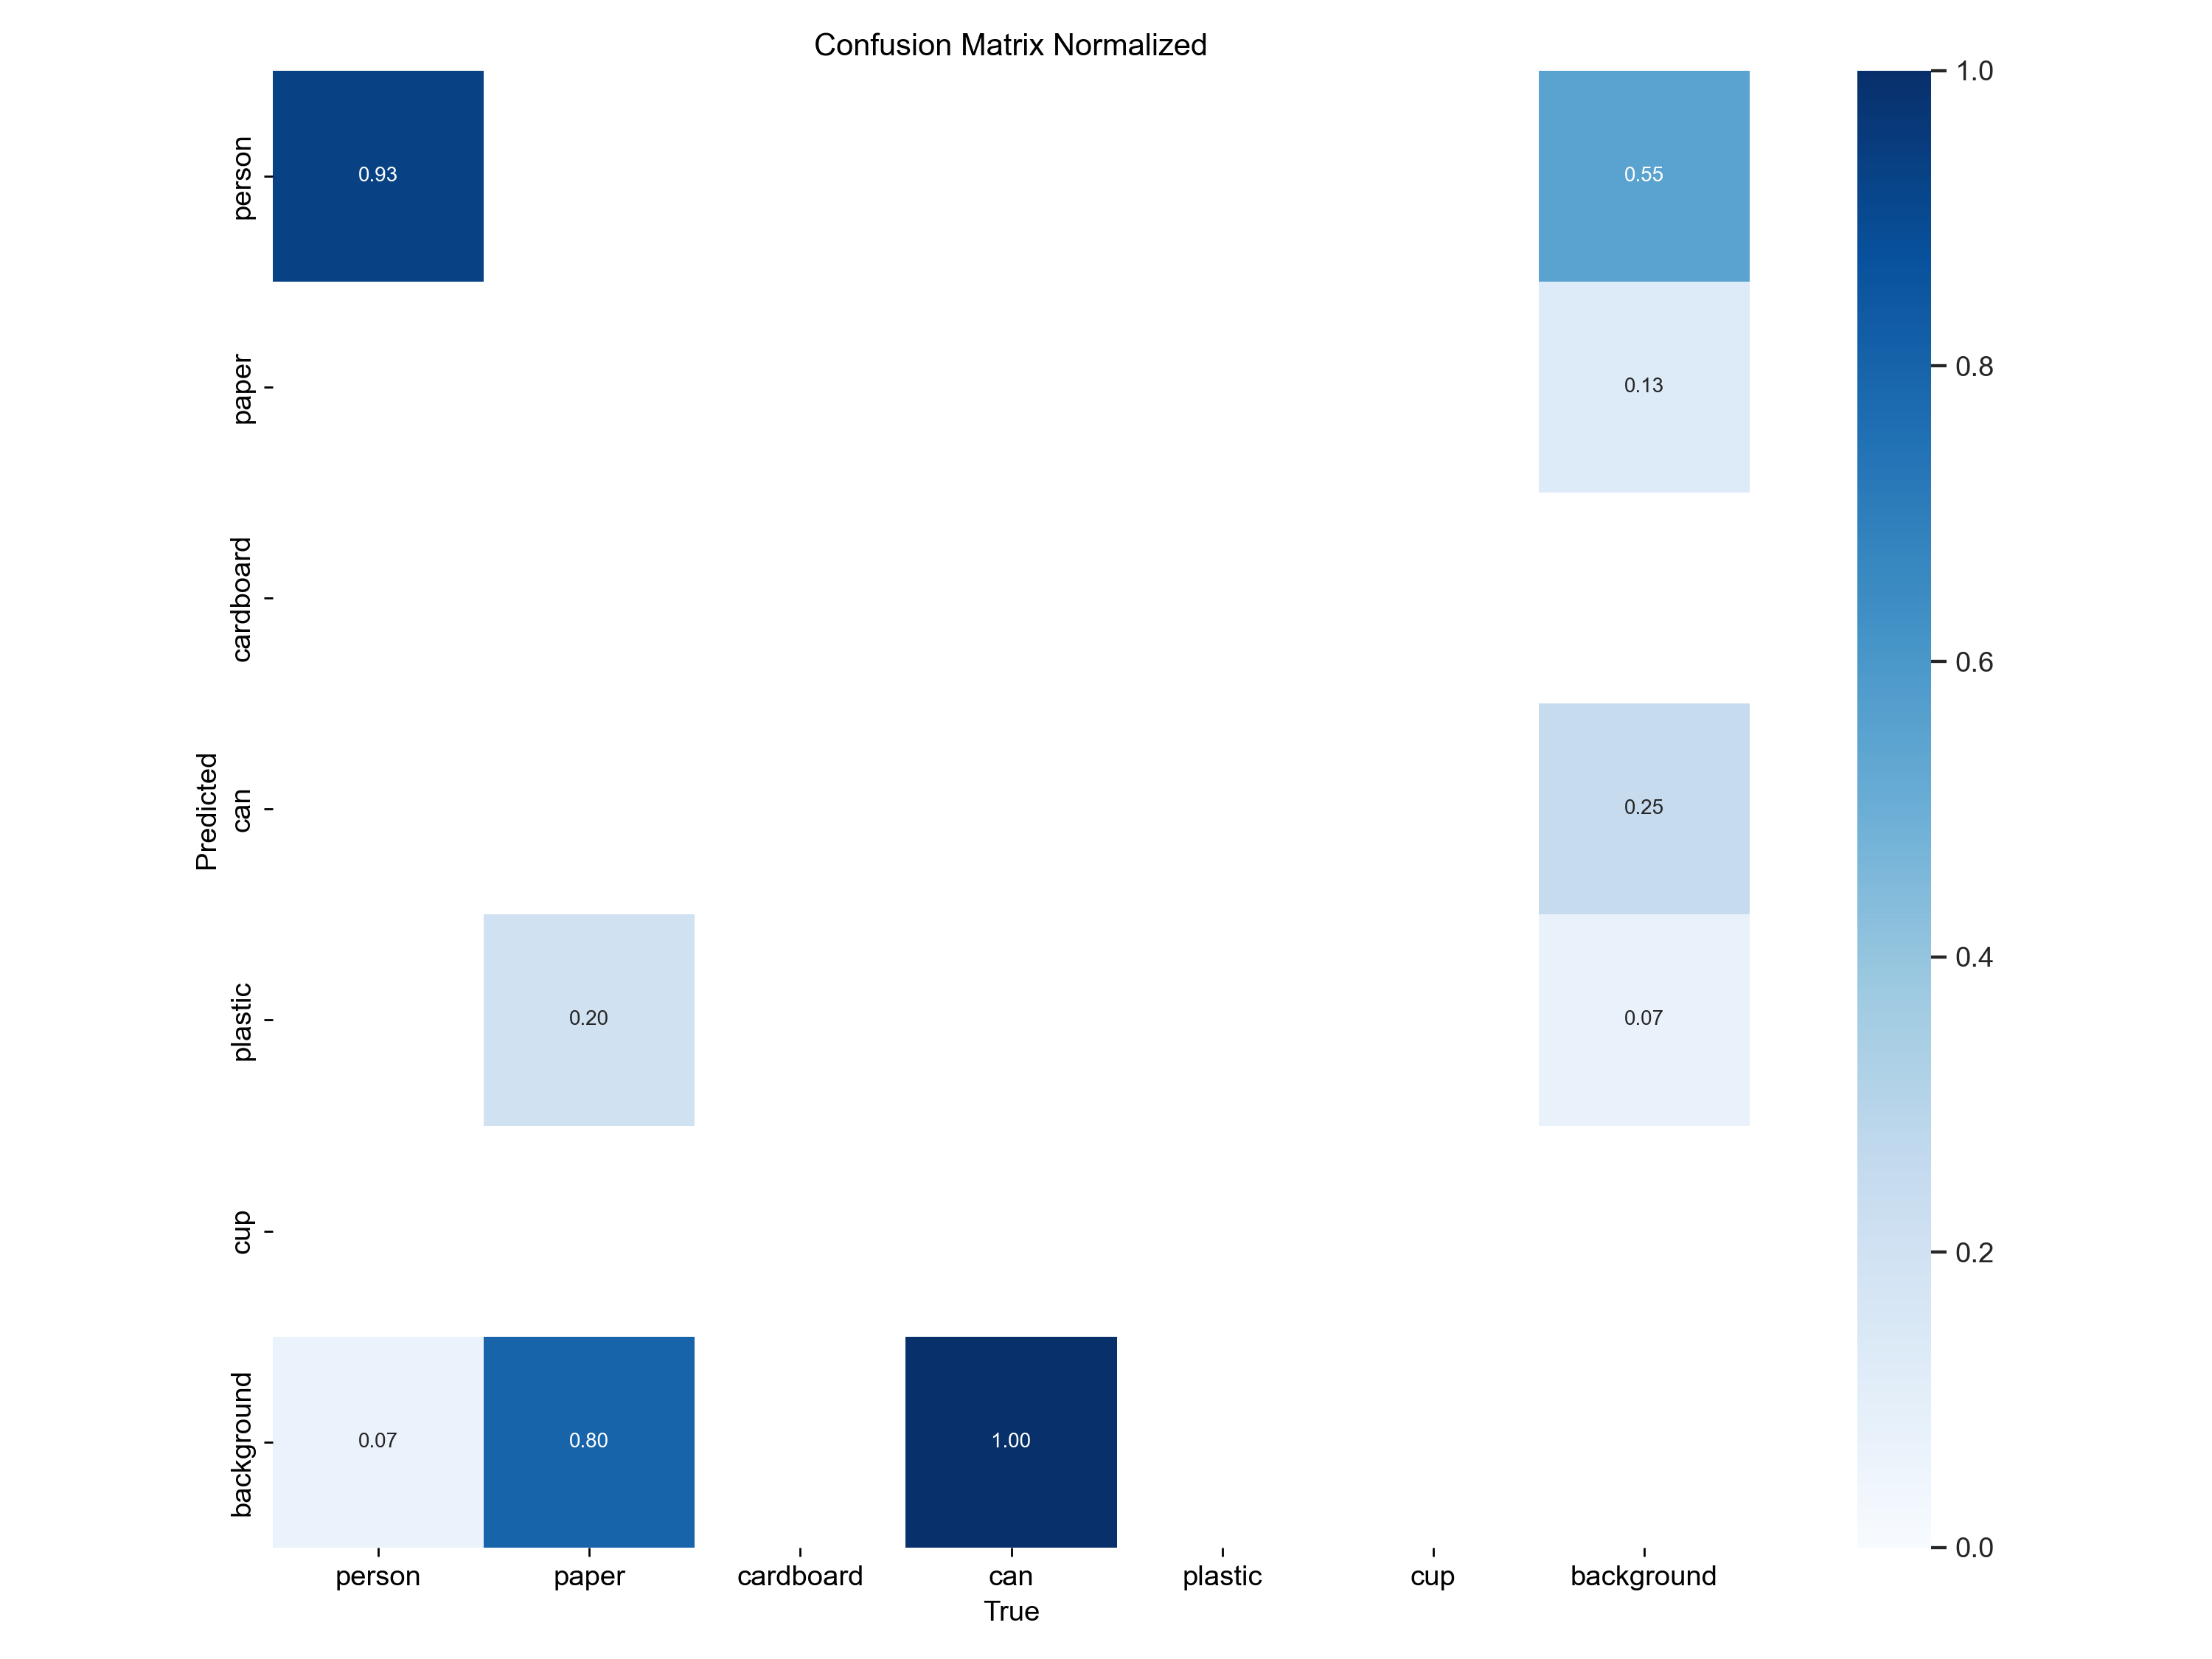 Confusion Matrix Normalized
person
0.93
0.55
1.0
paper
0.13
0.8
cardboard
0.6
Predicted
can
0.25
0.4
plastic
0.20
0.07
cup
0.2
background
0.07
0.80
1.00
0.0
person paper cardboard can plastic cup background
True